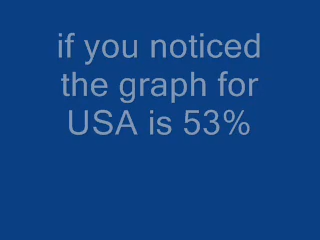 if you noticed
the graph for
USA is 53%